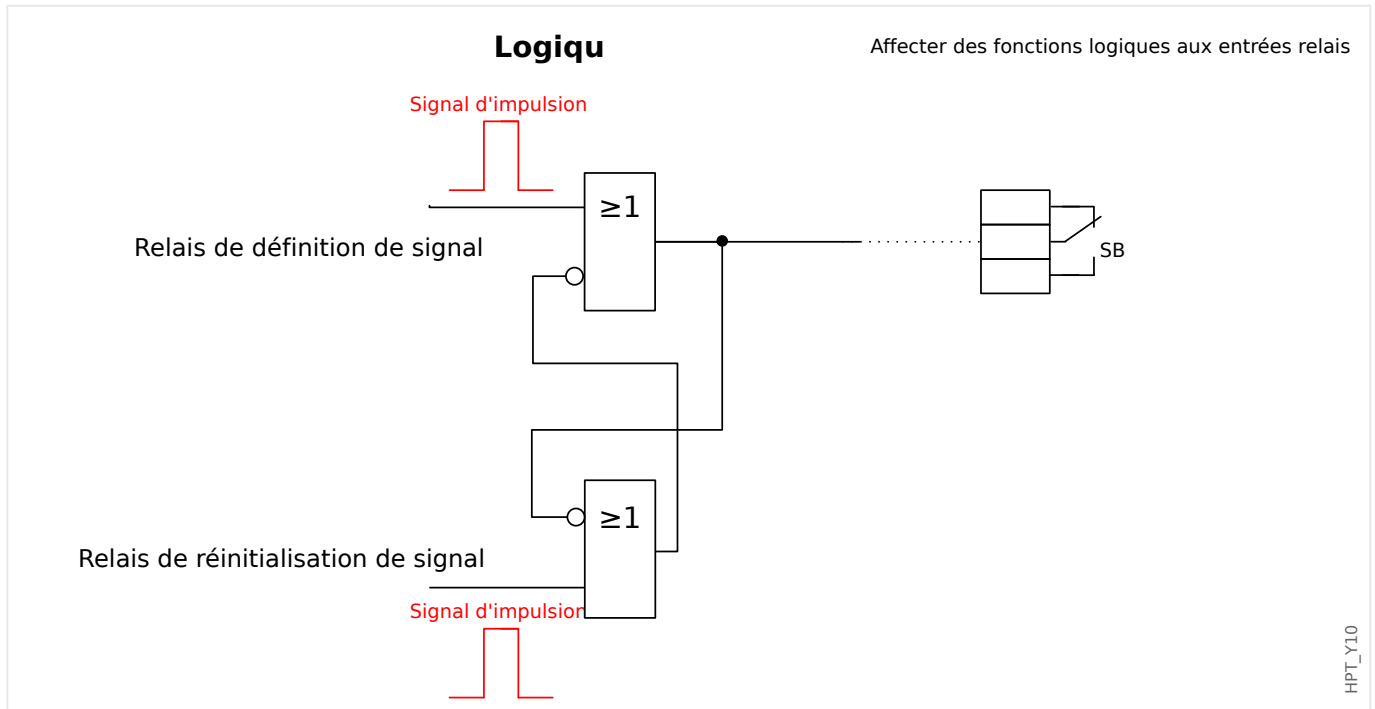 Logiqu
Affecter des fonctions logiques aux entrées relais
Signal d'impulsion
≥1
Relais de définition de signal
SB
≥1
Relais de réinitialisation de signal
Signal d'impulsion
HPT_Y10